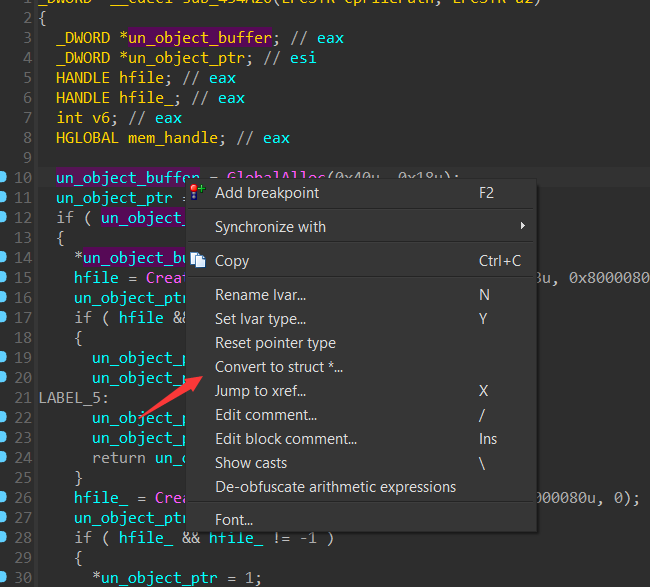 1 _DWORD *__cdecl sub_434A20(LPCSTR lpFilePath, LPCSTR a2)
2 {
3 _DWORD *un_object_buffer; // eax
4 _DWORD *un_object_ptr; // esi
5 HANDLE hfile; // eax
6 HANDLE hfile_; // eax
7 int v6; // eax
8 HGLOBAL mem_handle; // eax
9
10 un_object_buffer = GlobalAlloc(0x40u, 0x18u);
11 un_object_ptr =
12 if ( un_object_
13 {
14 *un_object_bu
15 hfile = Creat 3u, 0x8000080
16 un_object_ptr
17 if ( hfile &&
18 {
19 un_object_p
20 un_object_p
21 LABEL_5:
22 un_object_p
23 un_object_p
24 return un_o
25 }
26 hfile_ = Crea 000080u, 0);
27 un_object_ptr
28 if ( hfile_ && hfile_ != -1 )
29 {
30 *un_object_ptr = 1;
Add breakpoint F2
Synchronize with
Copy Ctrl+C
Rename lvar... N
Set lvar type... Y
Reset pointer type
Convert to struct *...
Jump to xref... X
Edit comment... /
Edit block comment... Ins
Show casts \
De-obfuscate arithmetic expressions
Font...